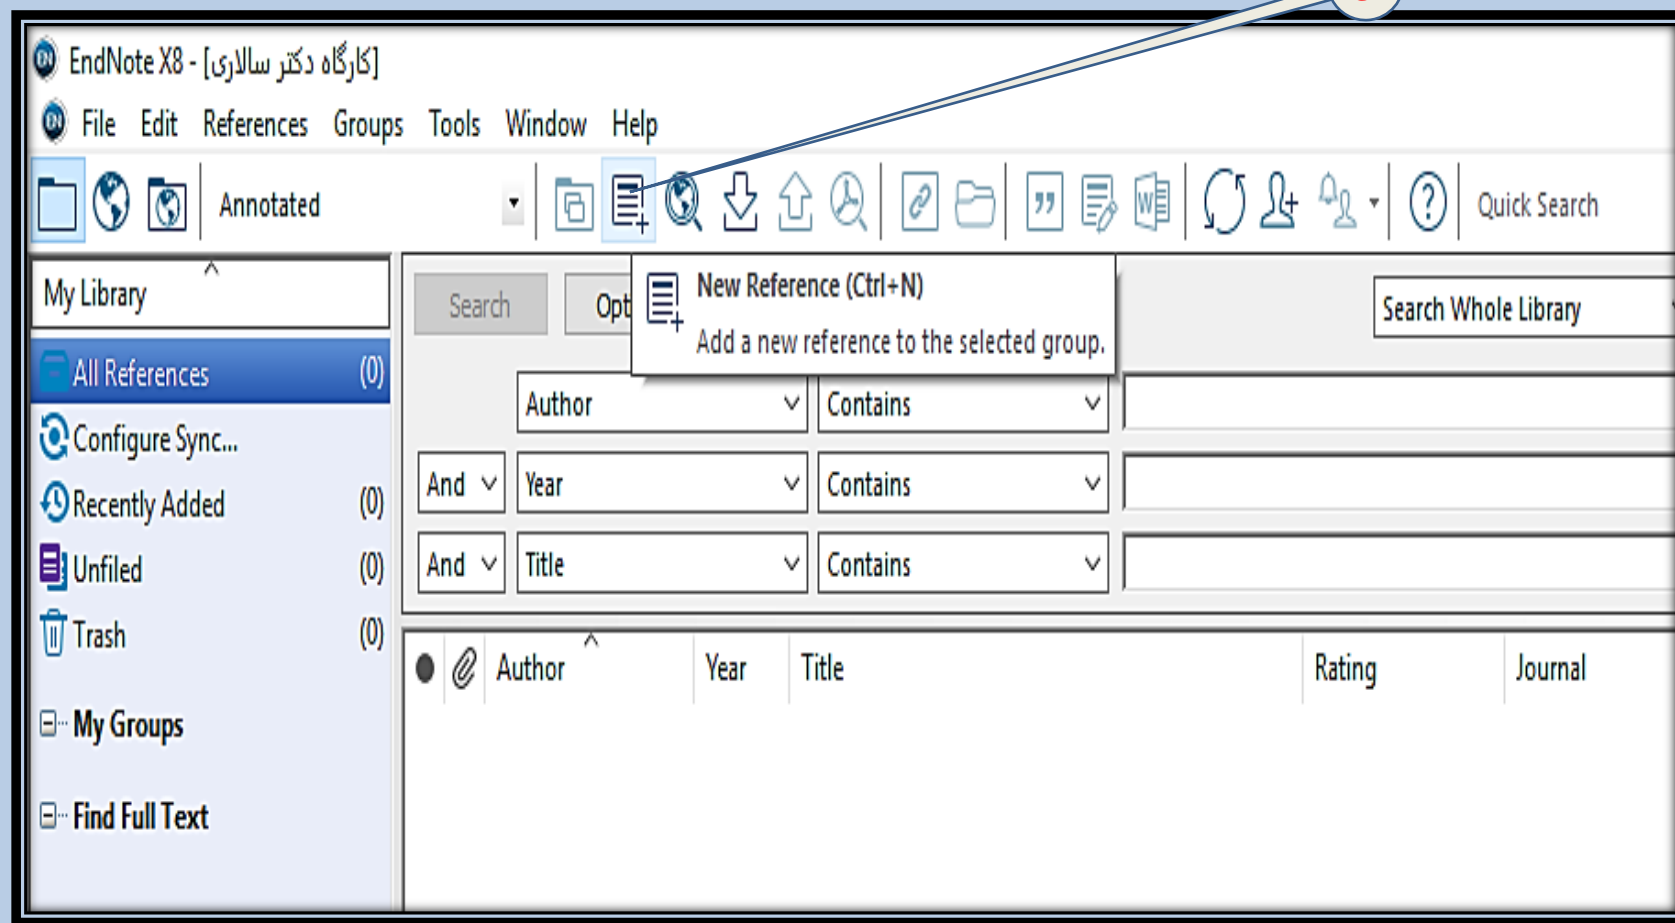 EndNote X8 - [کارگاه دکتر سالاری]
File Edit References Groups Tools Window Help
Annotated
Quick Search
New Reference (Ctrl+N)
Add a new reference to the selected group.
My Library
All References (0)
Configure Sync...
Recently Added (0)
Unfiled (0)
Trash (0)
My Groups
Find Full Text
Search Search Whole Library
Author Contains
And Year Contains
And Title Contains
Author Year Title Rating Journal